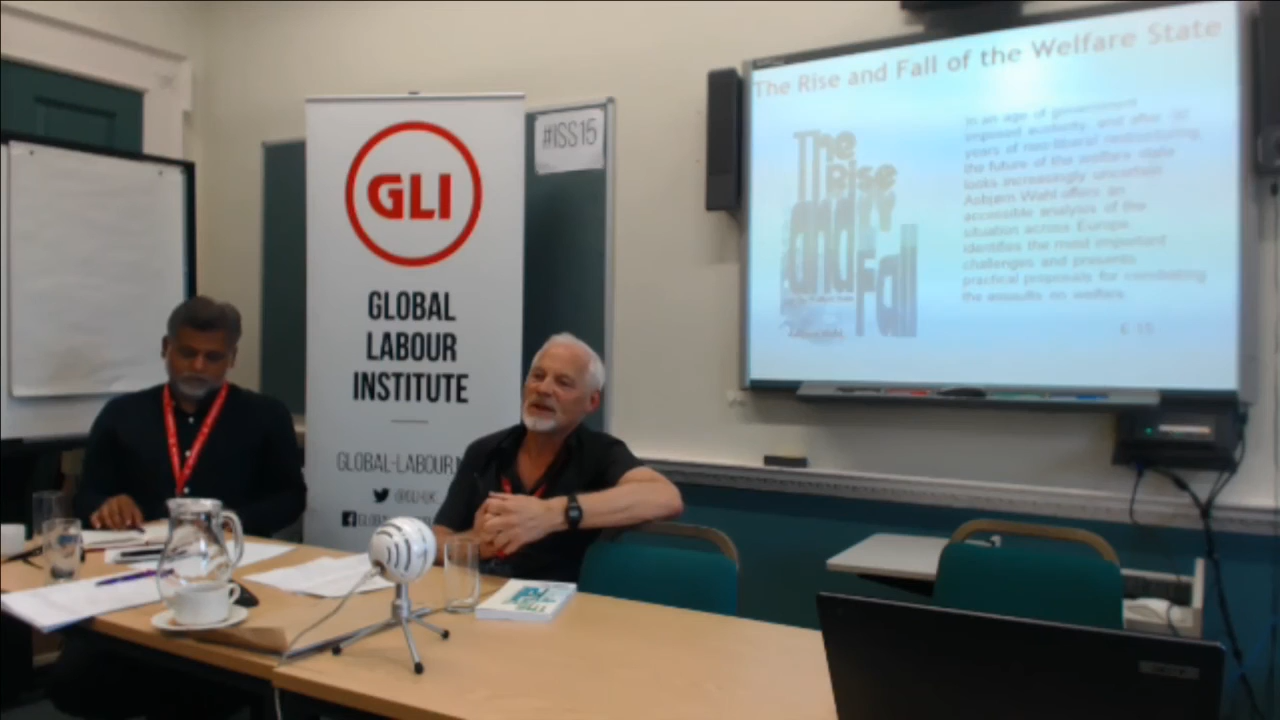 GLI
GLOBAL
LABOUR
INSTITUTE
GLOBAL-LABOUR.
@GLI-UK
#ISS15
The Rise and Fall of the Welfare State
The
Rise
and
Fall
In an age of government
imposed austerity, and after 30
years of neo-liberal restructuring,
the future of the welfare state
looks increasingly uncertain.
Asbjørn Wahl offers an
accessible analysis of the
situation across Europe,
identifies the most important
challenges and presents
practical proposals for combating
the assaults on welfare.